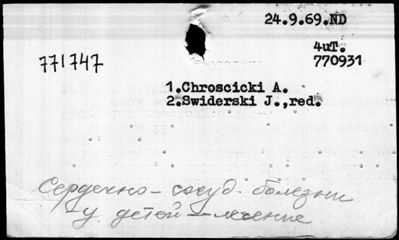 24.9.69.ND
4uT.
771747
770931
1.Chroscicki A.
2.Swiderski J.,red.
Сердечно-сосуд. болезни
- у детей - лечение